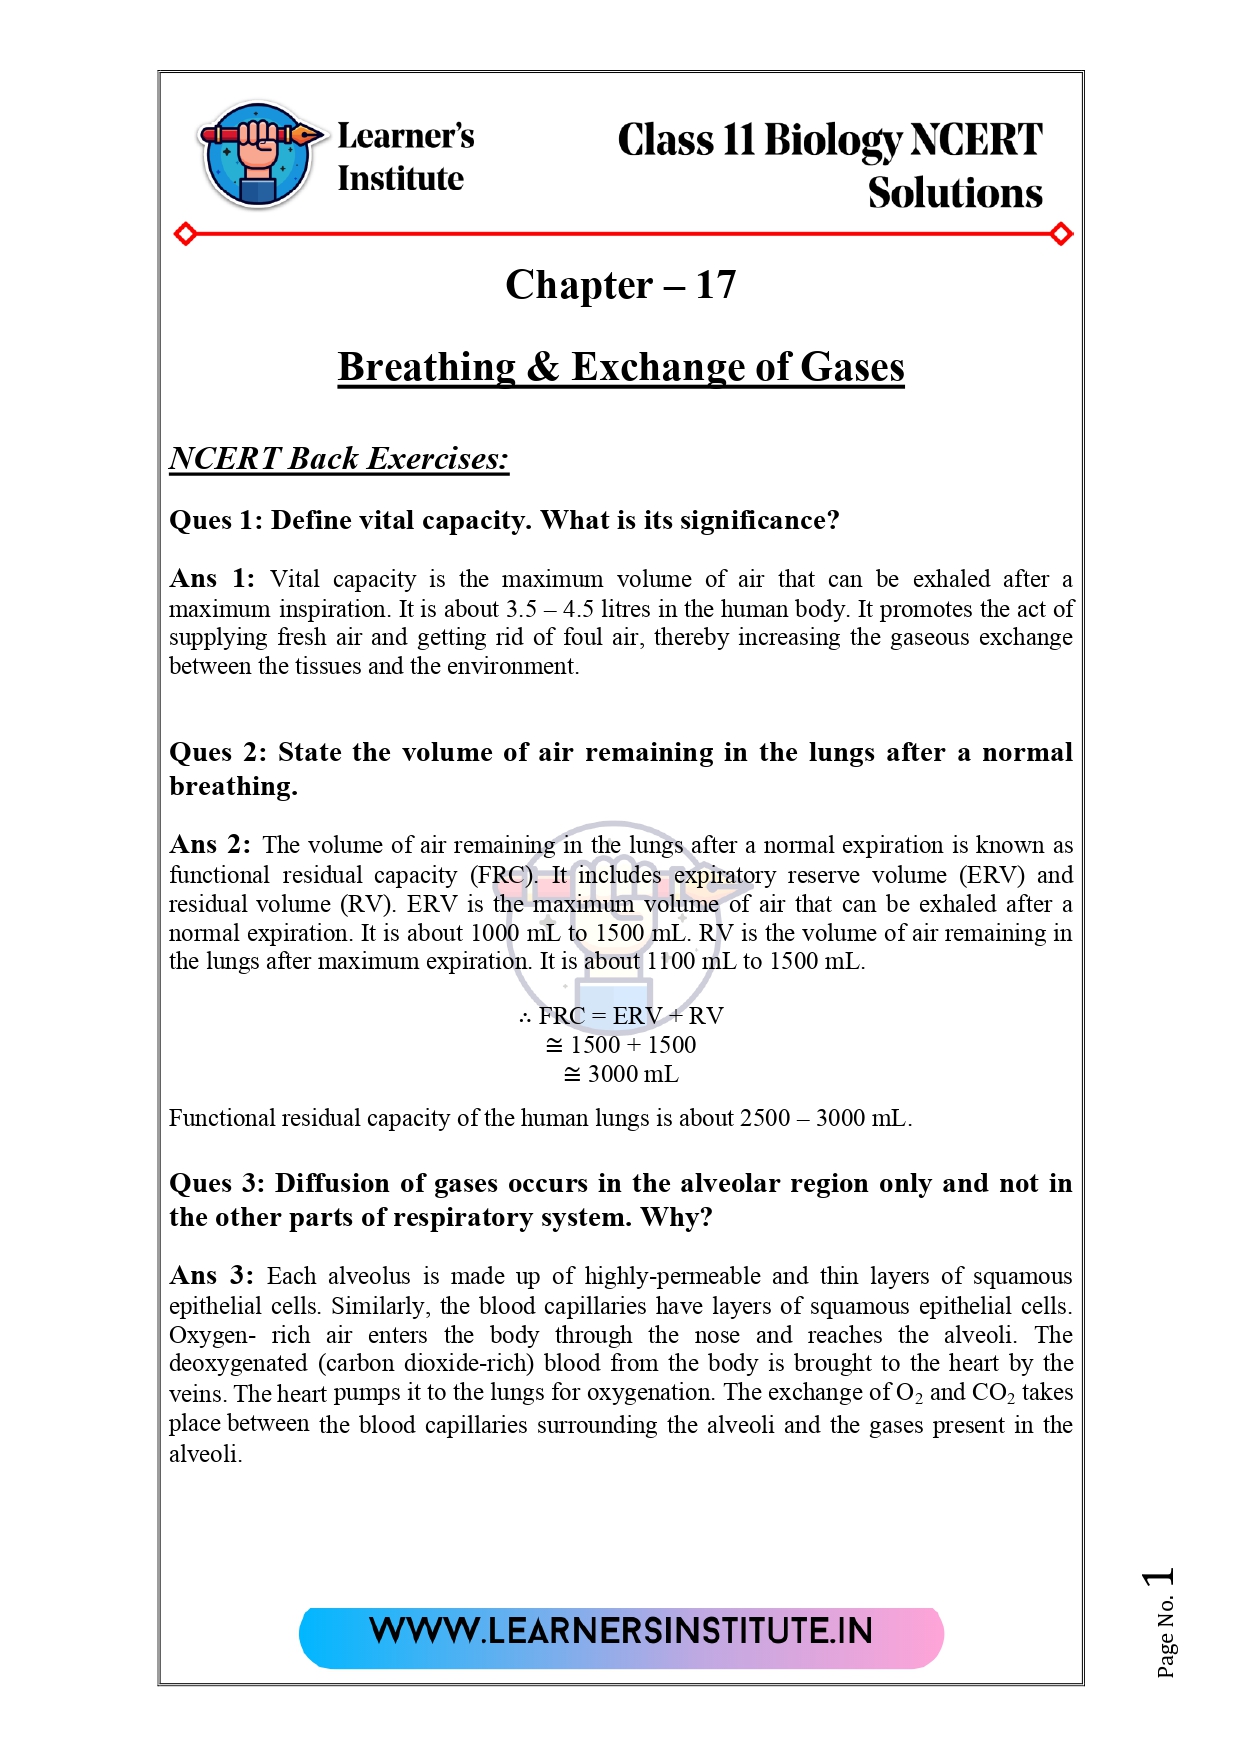 Learner's
Institute
Class 11 Biology NCERT
Solutions
Chapter – 17
Breathing & Exchange of Gases
NCERT Back Exercises:
Ques 1: Define vital capacity. What is its significance?
Ans 1: Vital capacity is the maximum volume of air that can be exhaled after a
maximum inspiration. It is about 3.5 – 4.5 litres in the human body. It promotes the act of
supplying fresh air and getting rid of foul air, thereby increasing the gaseous exchange
between the tissues and the environment.
Ques 2: State the volume of air remaining in the lungs after a normal
breathing.
Ans 2: The volume of air remaining in the lungs after a normal expiration is known as
functional residual capacity (FRC). It includes expiratory reserve volume (ERV) and
residual volume (RV). ERV is the maximum volume of air that can be exhaled after a
normal expiration. It is about 1000 mL to 1500 mL. RV is the volume of air remaining in
the lungs after maximum expiration. It is about 1100 mL to 1500 mL.
∴ FRC = ERV + RV
≅ 1500 + 1500
≅ 3000 mL
Functional residual capacity of the human lungs is about 2500 – 3000 mL.
Ques 3: Diffusion of gases occurs in the alveolar region only and not in
the other parts of respiratory system. Why?
Ans 3: Each alveolus is made up of highly-permeable and thin layers of squamous
epithelial cells. Similarly, the blood capillaries have layers of squamous epithelial cells.
Oxygen- rich air enters the body through the nose and reaches the alveoli. The
deoxygenated (carbon dioxide-rich) blood from the body is brought to the heart by the
veins. The heart pumps it to the lungs for oxygenation. The exchange of O₂ and CO₂ takes
place between the blood capillaries surrounding the alveoli and the gases present in the
alveoli.
WWW.LEARNERSINSTITUTE.IN
Page No. 1